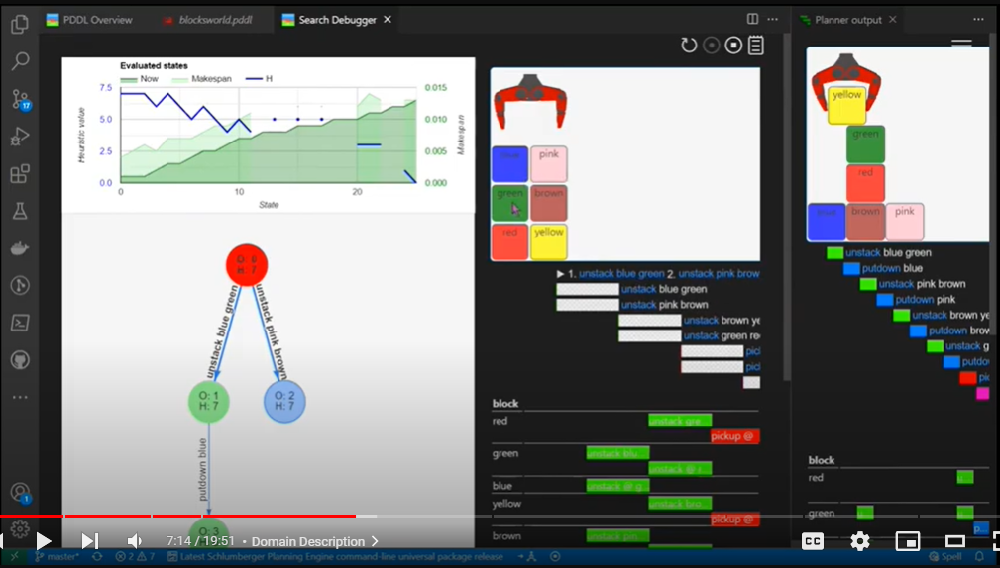 PDDL Overview
blocksworld.pddl
Search Debugger
Planner output
17
Evaluated states
Now Makespan H
7.5 0.015
5.0 0.010
2.5 0.005
0.0 0.000
0 10 20
Heuristic value
Makespan
State
H: 7
unstack blue green
unstack pink brown
O: 1
H: 7
O: 2
H: 7
putdown blue
O: 3
pink
green brown
red yellow
▶ 1. unstack blue green 2. unstack pink brow
unstack blue green
unstack pink brown
unstack brown ye
unstack green re
pic
pic
block
red
unstack gre...
pickup @
green
unstack blu...
unstack @ r...
blue
unstack @ g...
yellow
unstack bro...
pickup @
brown
unstack pin...
yellow
green
red
blue brown pink
unstack blue green
putdown blue
unstack pink brown
putdown pink
unstack brown ye
putdown brow
unstack g
putdo
pi
block
red
u...
green
p...
1
7:14 / 19:51 • Domain Description
CC
master*
2 7
Latest Schlumberger Planning Engine command-line universal package release
Spell